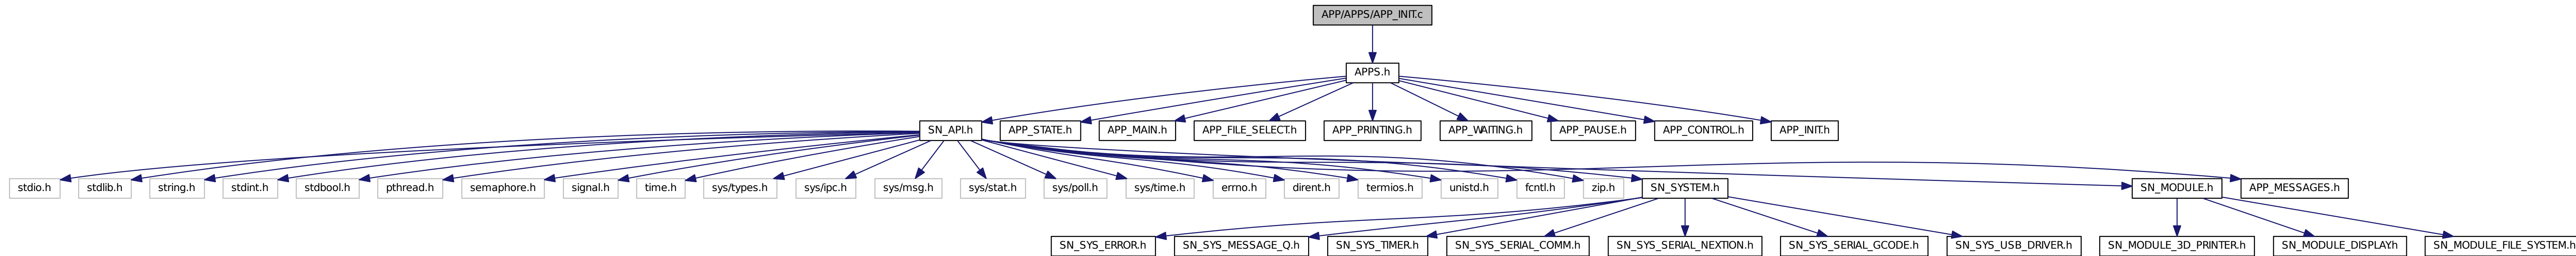 APP/APPS/APP_INIT.c
APPS.h
SN_API.h
APP_STATE.h
APP_MAIN.h
APP_FILE_SELECT.h
APP_PRINTING.h
APP_WAITING.h
APP_PAUSE.h
APP_CONTROL.h
APP_INIT.h
stdio.h
stdlib.h
string.h
stdint.h
stdbool.h
pthread.h
semaphore.h
signal.h
time.h
sys/types.h
sys/ipc.h
sys/msg.h
sys/stat.h
sys/poll.h
sys/time.h
errno.h
dirent.h
termios.h
unistd.h
fcntl.h
zip.h
SN_SYSTEM.h
SN_MODULE.h
APP_MESSAGES.h
SN_SYS_ERROR.h
SN_SYS_MESSAGE_Q.h
SN_SYS_TIMER.h
SN_SYS_SERIAL_COMM.h
SN_SYS_SERIAL_NEXTION.h
SN_SYS_SERIAL_GCODE.h
SN_SYS_USB_DRIVER.h
SN_MODULE_3D_PRINTER.h
SN_MODULE_DISPLAY.h
SN_MODULE_FILE_SYSTEM.h